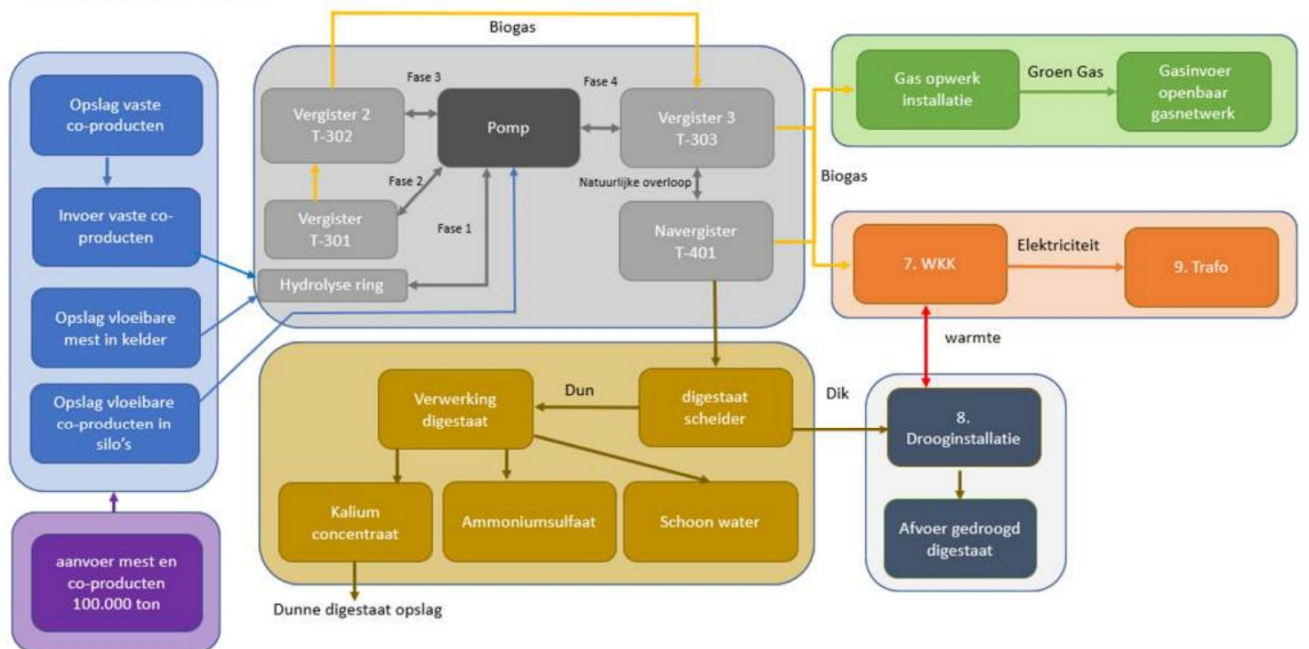 Biogas
Opslag vaste
co-producten
Invoer vaste co-
producten
Opslag vloeibare
mest in kelder
Opslag vloeibare
co-producten in
silo's
aanvoer mest en
co-producten
100.000 ton
Fase 3
Fase 4
Vergister 2
T-302
Pomp
Vergister 3
T-303
Fase 2
Natuurlijke overloop
Vergister
T-301
Fase 1
Navergister
T-401
Hydrolyse ring
Gas opwerk
installatie
Groen Gas
Gasinvoer
openbaar
gasnetwerk
Biogas
7. WKK
Elektriciteit
9. Trafo
warmte
Verwerking
digestaat
Dun
digestaat
scheider
Dik
8.
Drooginstallatie
Kalium
concentraat
Ammoniumsulfaat
Schoon water
Afvoer gedroogd
digestaat
Dunne digestaat opslag